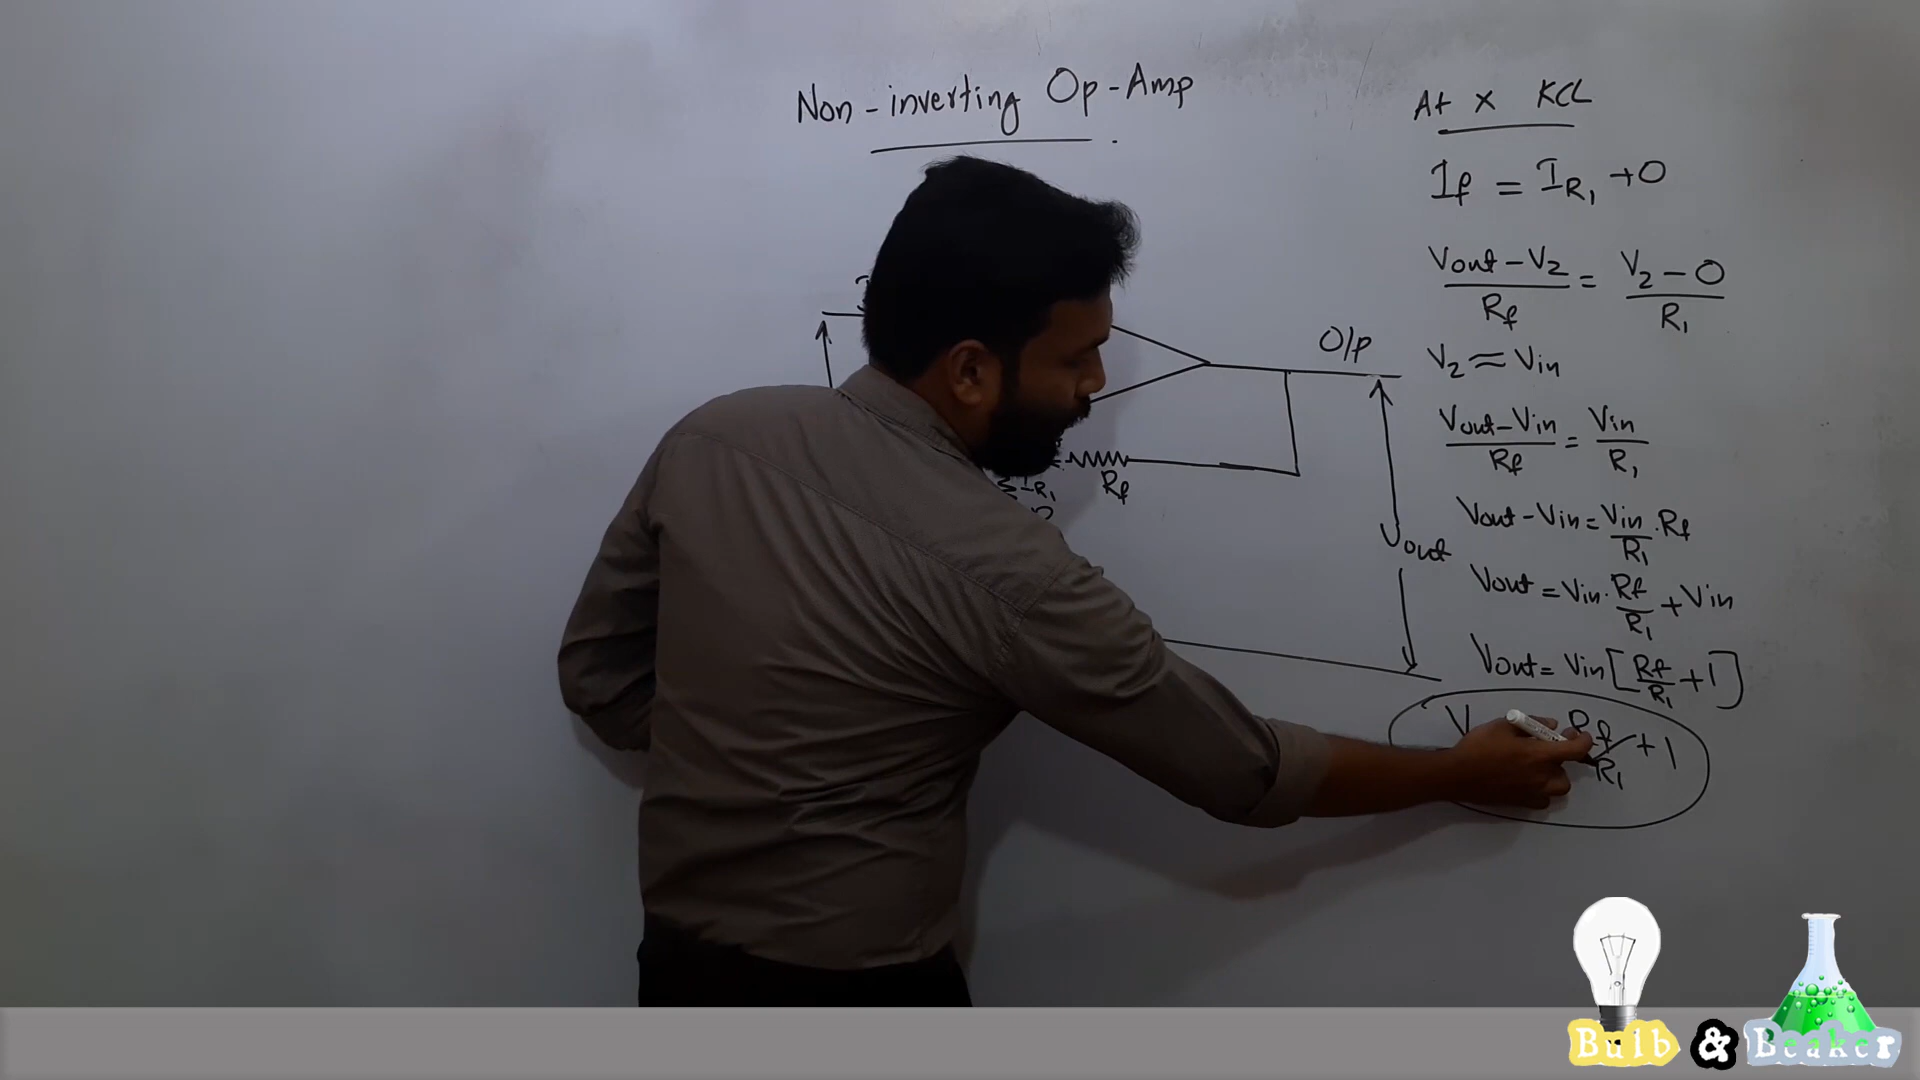 Non-inverting Op-Amp
O/p
R1
Rf
Vout
At X KCL
If = IR1 + 0
Vout - V2 / Rf = V2 - 0 / R1
V2 ≈ Vin
Vout - Vin / Rf = Vin / R1
Vout - Vin = Vin / R1 . Rf
Vout = Vin . Rf / R1 + Vin
Vout = Vin [Rf / R1 + 1]
Rf / R1 + 1
Bulb & Beaker